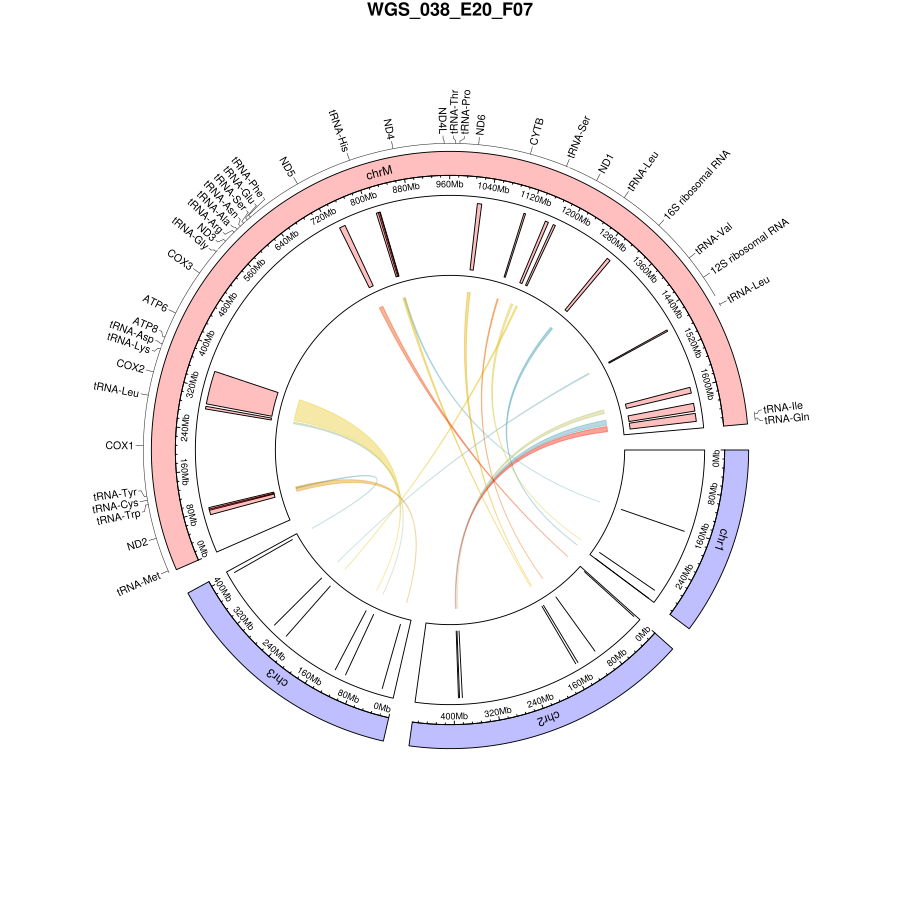 WGS_038_E20_F07
tRNA-Met
ND2
tRNA-Trp
tRNA-Cys
tRNA-Tyr
COX1
tRNA-Leu
COX2
tRNA-Lys
tRNA-Asp
ATP8
ATP6
COX3
tRNA-Gly
ND3
tRNA-Arg
tRNA-Ala
tRNA-Asn
tRNA-Ser
tRNA-Glu
tRNA-Phe
ND5
tRNA-His
ND4
ND4L
tRNA-Thr
tRNA-Pro
ND6
CYTB
tRNA-Ser
ND1
tRNA-Leu
16S ribosomal RNA
tRNA-Val
12S ribosomal RNA
tRNA-Leu
tRNA-Ile
tRNA-Gln
chrM
0Mb
80Mb
160Mb
240Mb
320Mb
400Mb
480Mb
560Mb
640Mb
720Mb
800Mb
880Mb
960Mb
1040Mb
1120Mb
1200Mb
1280Mb
1360Mb
1440Mb
1520Mb
1600Mb
chr1
0Mb
80Mb
160Mb
240Mb
chr2
0Mb
80Mb
160Mb
240Mb
320Mb
400Mb
chr3
0Mb
80Mb
160Mb
240Mb
320Mb
400Mb